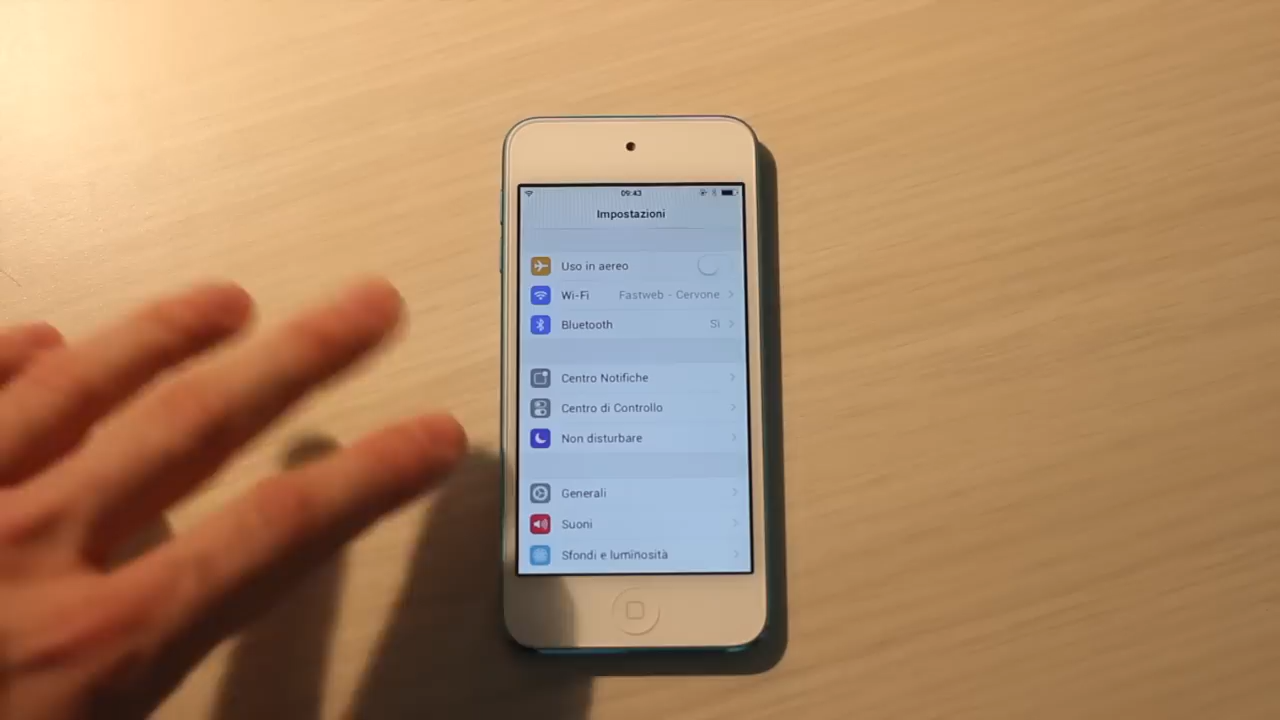 09:43
Impostazioni
Uso in aereo
Wi-Fi Fastweb - Cervone
Bluetooth Sì
Centro Notifiche
Centro di Controllo
Non disturbare
Generali
Suoni
Sfondi e luminosità